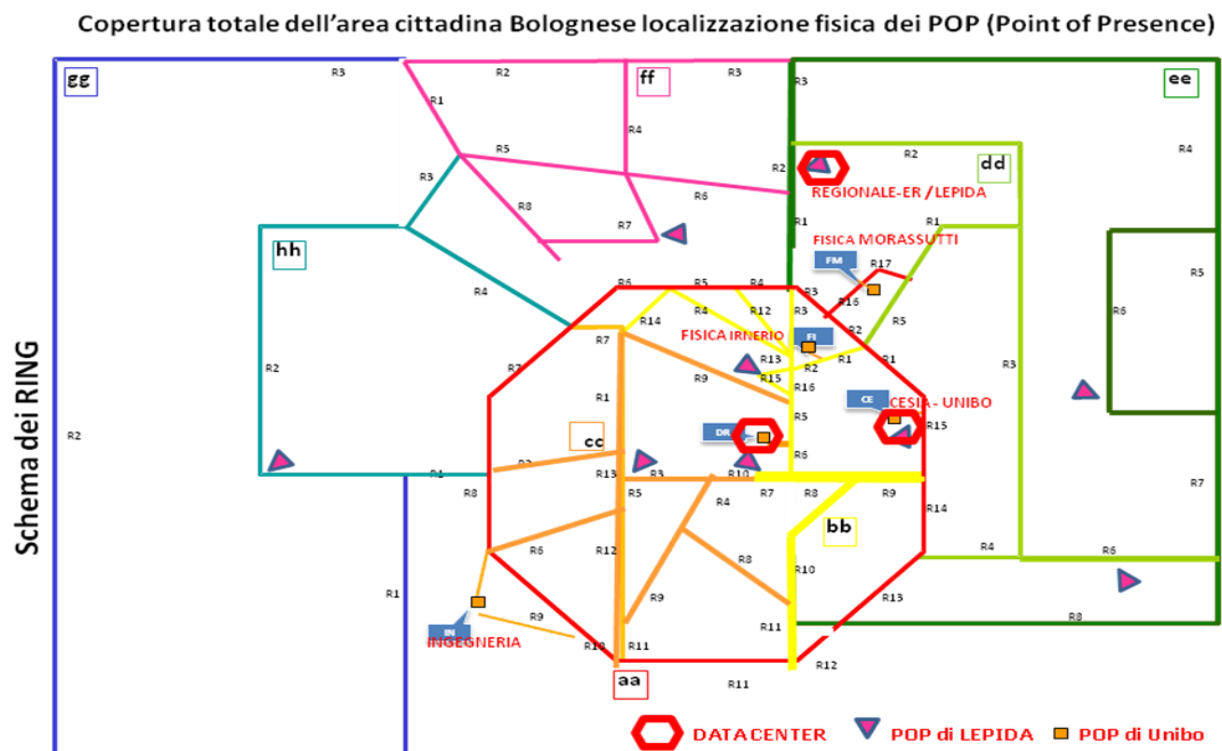 Copertura totale dell'area cittadina Bolognese localizzazione fisica dei POP (Point of Presence)
gg
R3
R2
ff
R3
R3
ee
R1
R4
R5
R2
R4
R2
dd
R3
R8
R6
REGIONALE-ER / LEPIDA
R7
R1
R1
hh
FISICA MORASSUTTI
FM
R17
R5
R4
R6
R5
R4
R3
R16
R6
R14
R4
R12
R3
R2
R5
FISICA IRNERIO
FI
R7
R7
R13
R2
R1
R1
R2
R9
R15
R16
R3
R1
CE
CESIA - UNIBO
Schema dei RING
R2
cc
DR
R5
R15
R6
R1
R13
R3
R10
R8
R5
R4
R7
R8
R9
R14
R7
bb
R6
R12
R8
R4
R6
R10
R1
R9
R13
IN
INGEGNERIA
R9
R11
R8
R10
R11
R12
aa
R11
DATACENTER
POP di LEPIDA
POP di Unibo